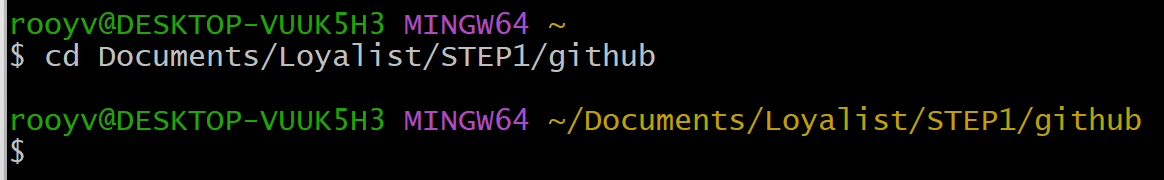 rooyv@DESKTOP-VUUK5H3 MINGW64 ~
$ cd Documents/Loyalist/STEP1/github
rooyv@DESKTOP-VUUK5H3 MINGW64 ~/Documents/Loyalist/STEP1/github
$